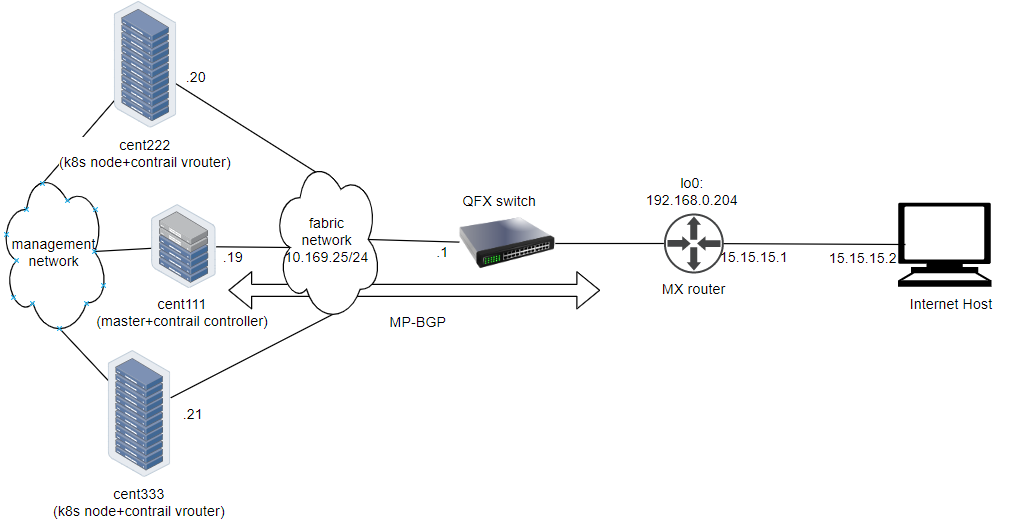 .20
cent222
(k8s node+contrail vrouter)
management
network
.19
cent111
(master+contrail controller)
fabric
network
10.169.25/24
MP-BGP
.21
cent333
(k8s node+contrail vrouter)
QFX switch
.1
lo0:
192.168.0.204
MX router
15.15.15.1
15.15.15.2
Internet Host